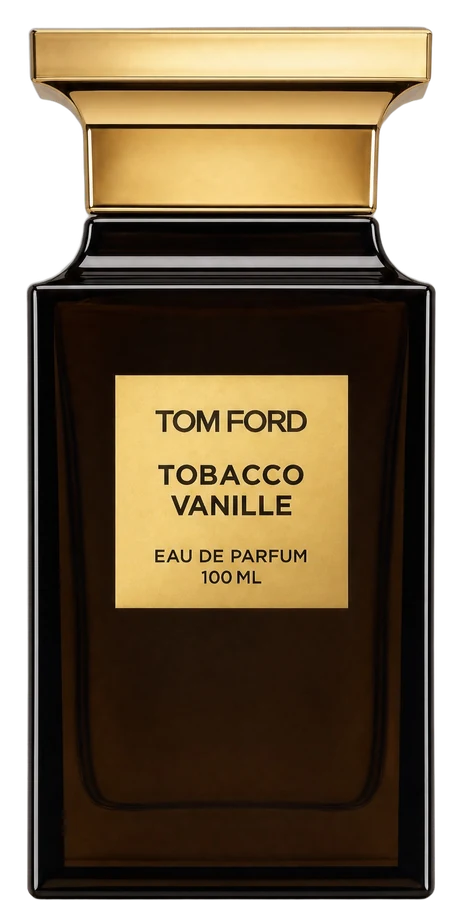 TOM FORD
TOBACCO
VANILLE
EAU DE PARFUM
100 ML